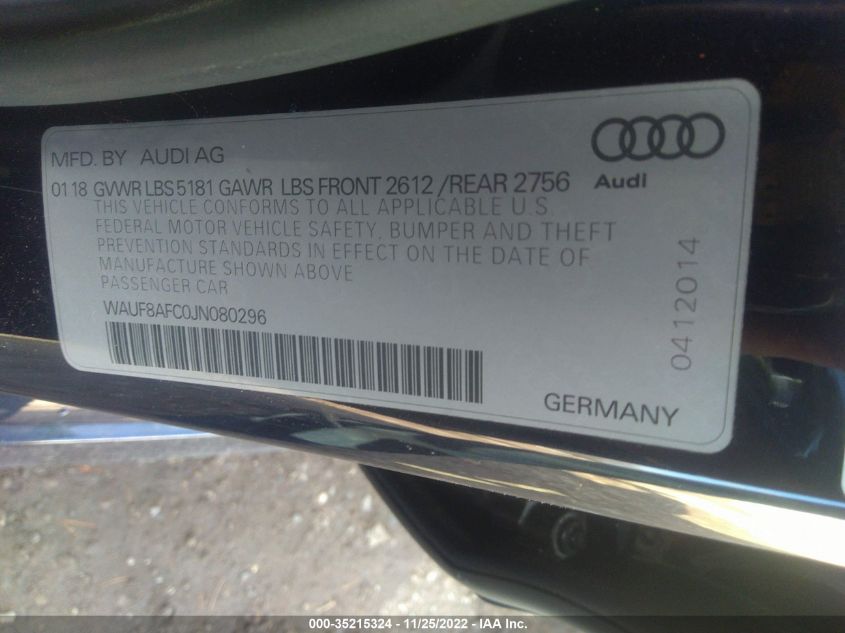 MFD. BY AUDI AG
Audi
01 18 GVWR LBS 5181 GAWR LBS FRONT 2612 /REAR 2756
THIS VEHICLE CONFORMS TO ALL APPLICABLE U.S.
FEDERAL MOTOR VEHICLE SAFETY, BUMPER AND THEFT
PREVENTION STANDARDS IN EFFECT ON THE DATE OF
MANUFACTURE SHOWN ABOVE
PASSENGER CAR
WAUF8AFC0JN080296
0412014
GERMANY
000-35215324 - 11/25/2022 - IAA Inc.